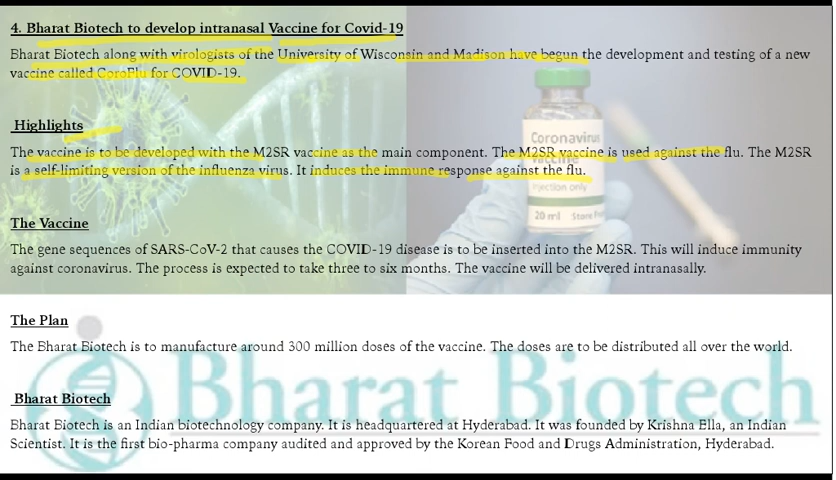 4. Bharat Biotech to develop intranasal Vaccine for Covid-19
Bharat Biotech along with virologists of the University of Wisconsin and Madison have begun the development and testing of a new
vaccine called CoroFlu for COVID-19.
Highlights
The vaccine is to be developed with the M2SR vaccine as the main component. The M2SR vaccine is used against the flu. The M2SR
is a self-limiting version of the influenza virus. It induces the immune response against the flu.
Coronavirus
VACCINE
Injection only
20 ml Store
The Vaccine
The gene sequences of SARS-CoV-2 that causes the COVID-19 disease is to be inserted into the M2SR. This will induce immunity
against coronavirus. The process is expected to take three to six months. The vaccine will be delivered intranasally.
The Plan
The Bharat Biotech is to manufacture around 300 million doses of the vaccine. The doses are to be distributed all over the world.
Bharat Biotech
Bharat Biotech
Bharat Biotech is an Indian biotechnology company. It is headquartered at Hyderabad. It was founded by Krishna Ella, an Indian
Scientist. It is the first bio-pharma company audited and approved by the Korean Food and Drugs Administration, Hyderabad.